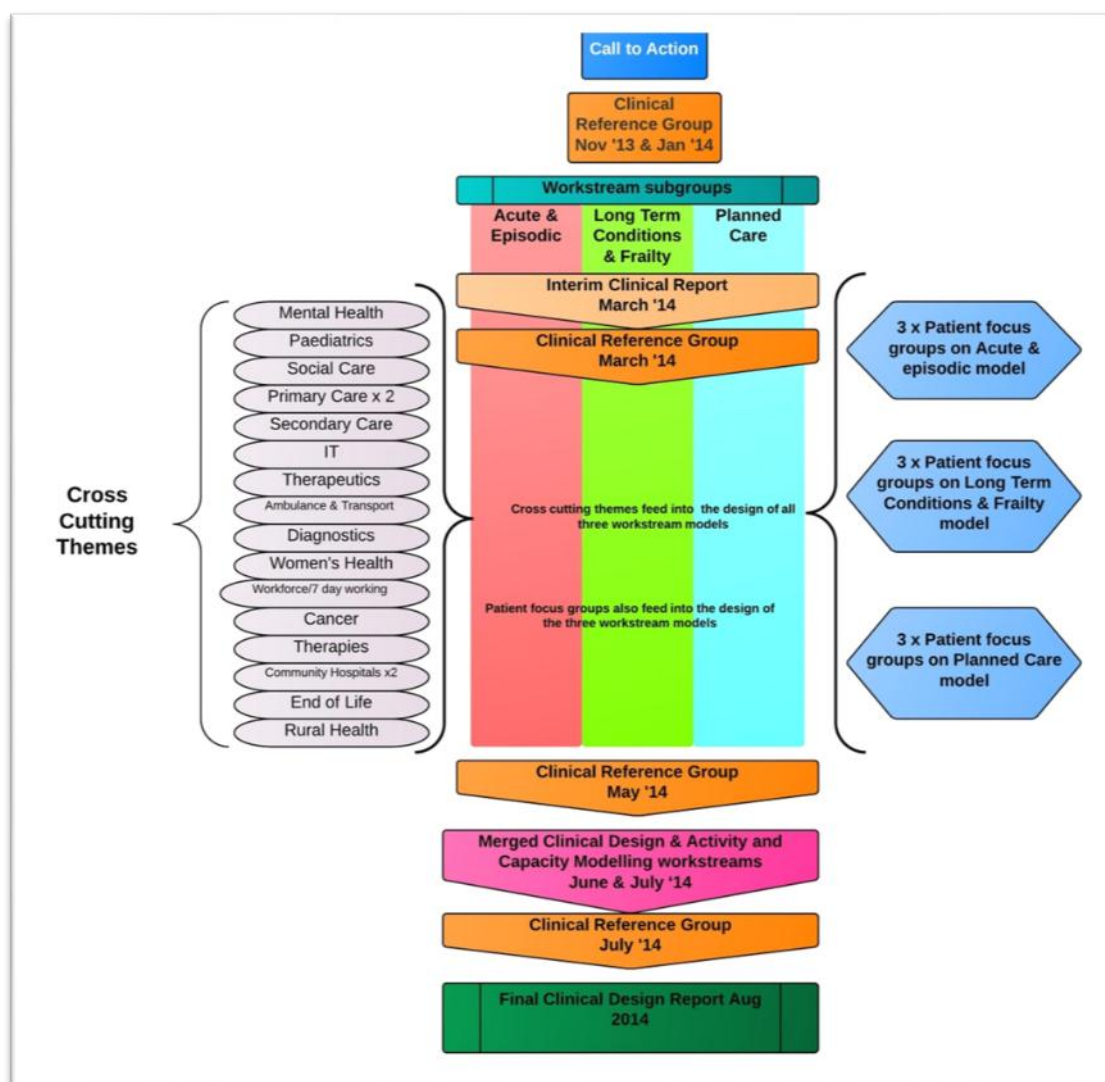 Call to Action
Clinical
Reference Group
Nov '13 & Jan '14
Workstream subgroups
Acute &
Episodic
Long Term
Conditions
& Frailty
Planned
Care
Interim Clinical Report
March '14
Clinical Reference Group
March '14
Cross
Cutting
Themes
Mental Health
Paediatrics
Social Care
Primary Care x 2
Secondary Care
IT
Therapeutics
Ambulance & Transport
Diagnostics
Women's Health
Workforce/7 day working
Cancer
Therapies
Community Hospitals x2
End of Life
Rural Health
Cross cutting themes feed into the design of all
three workstream models
Patient focus groups also feed into the design of
the three workstream models
3 x Patient focus
groups on Acute &
episodic model
3 x Patient focus
groups on Long Term
Conditions & Frailty
model
3 x Patient focus
groups on Planned Care
model
Clinical Reference Group
May '14
Merged Clinical Design & Activity and
Capacity Modelling workstreams
June & July ‘14
Clinical Reference Group
July '14
Final Clinical Design Report Aug
2014